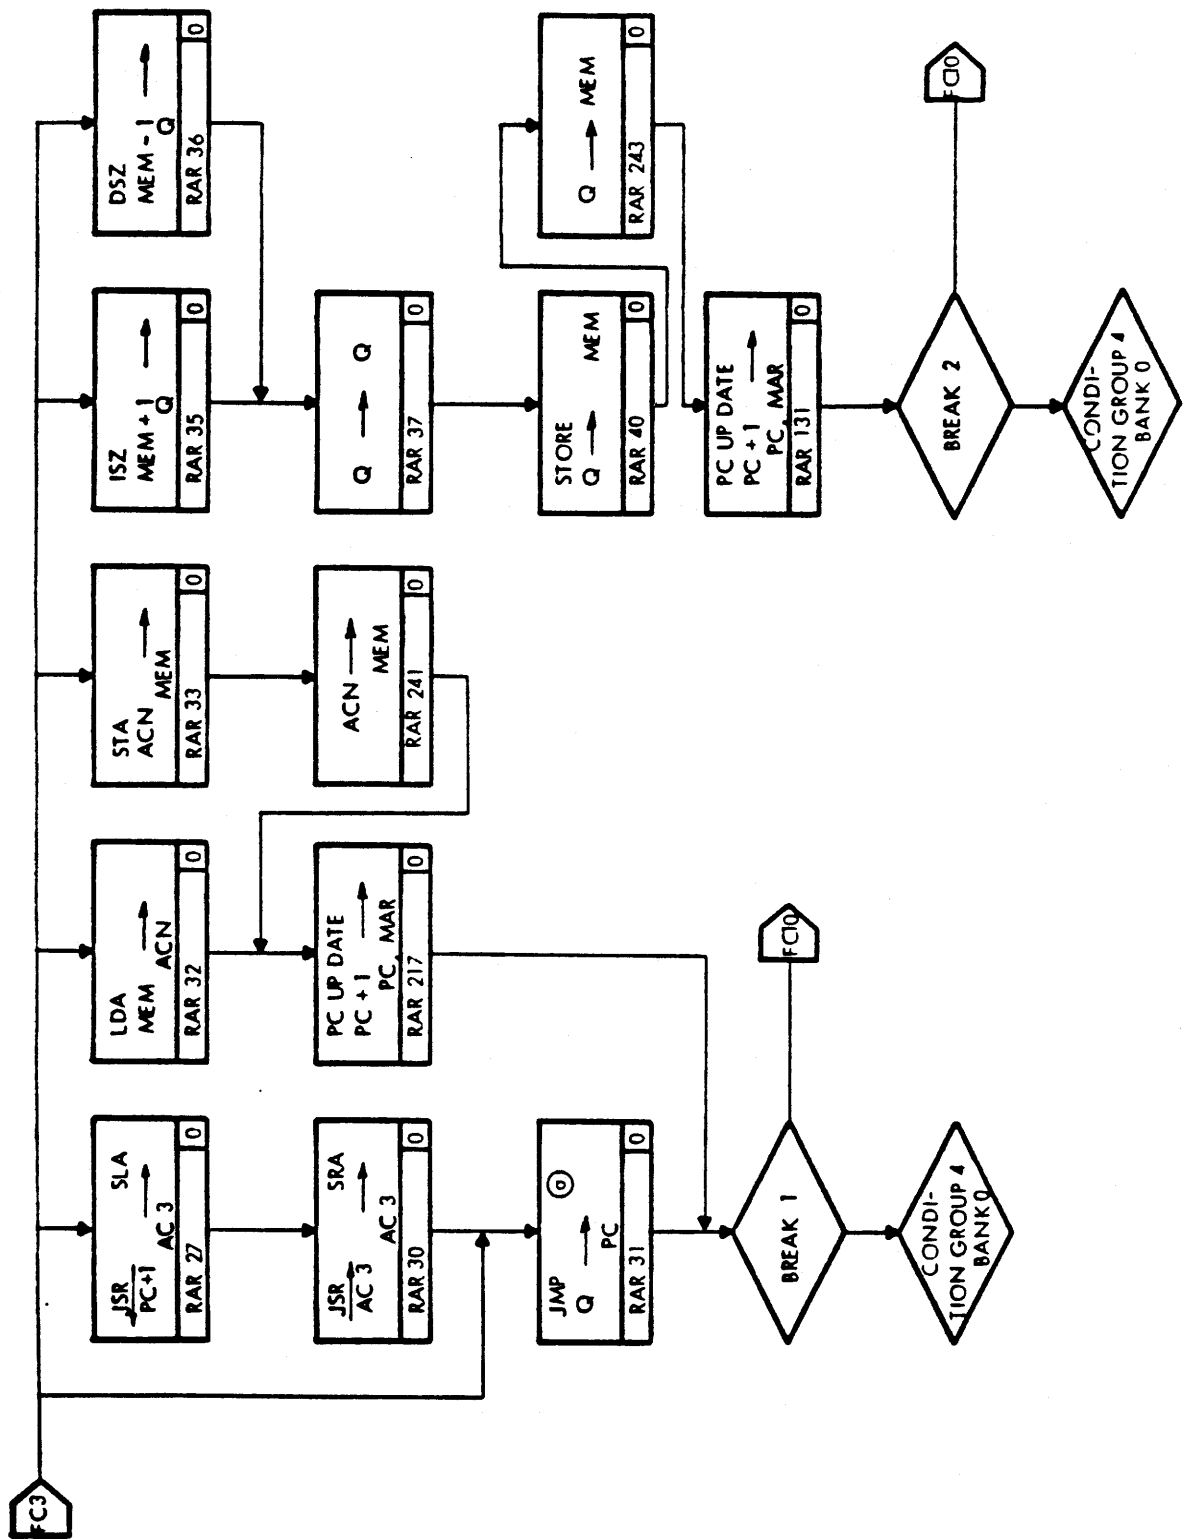 FC3
JSR SLA
PC+1 → AC 3
RAR 27 0
LDA
MEM → ACN
RAR 32 0
STA
ACN → MEM
RAR 33 0
ISZ
MEM + 1 → Q
RAR 35 0
DSZ
MEM - 1 → Q
RAR 36 0
JSR SRA
AC 3 → AC 3
RAR 30 0
PC UP DATE
PC + 1 → PC, MAR
RAR 217 0
ACN → MEM
RAR 241 0
Q → Q
RAR 37 0
JMP
Q → PC
RAR 31 0
STORE
Q → MEM
RAR 40 0
Q → MEM
RAR 243 0
PC UP DATE
PC + 1 → PC, MAR
RAR 131 0
BREAK 1
FC10
BREAK 2
FC10
CONDI-
TION GROUP 4
BANK 0
CONDI-
TION GROUP 4
BANK 0